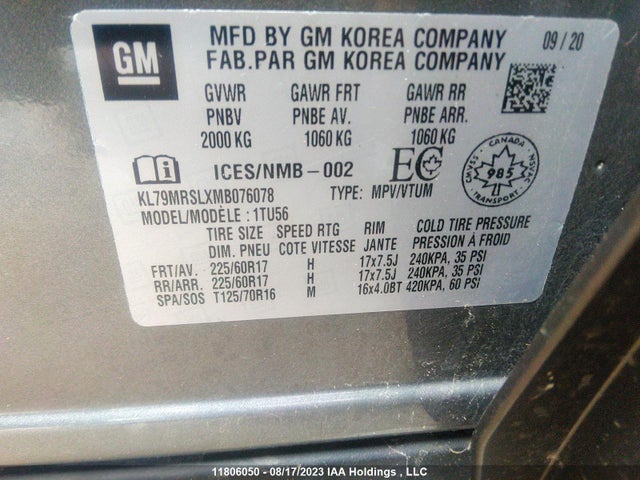 GM
MFD BY GM KOREA COMPANY 09/20
FAB.PAR GM KOREA COMPANY
GVWR GAWR FRT GAWR RR
PNBV PNBE AV. PNBE ARR.
2000 KG 1060 KG 1060 KG
i ICES/NMB-002 EC
CANADA
985
NSVAC
KL79MRSLXMB076078 TYPE: MPV/VTUM
MODEL/MODÈLE: 1TU56
TIRE SIZE SPEED RTG RIM COLD TIRE PRESSURE
DIM. PNEU COTE VITESSE JANTE PRESSION À FROID
FRT/AV. 225/60R17 H 17x7.5J 240KPA, 35 PSI
RR/ARR. 225/60R17 H 17x7.5J 240KPA, 35 PSI
SPA/SOS T125/70R16 M 16x4.0BT 420KPA, 60 PSI
11806050 - 08/17/2023 IAA Holdings , LLC